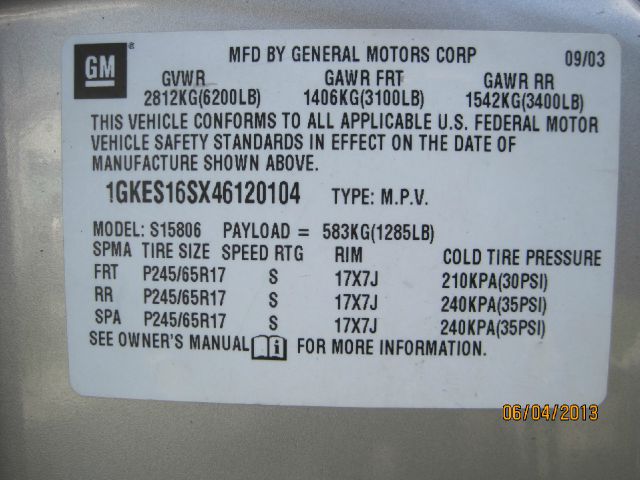 GM®
MFD BY GENERAL MOTORS CORP 09/03
GVWR GAWR FRT GAWR RR
2812KG(6200LB) 1406KG(3100LB) 1542KG(3400LB)
THIS VEHICLE CONFORMS TO ALL APPLICABLE U.S. FEDERAL MOTOR
VEHICLE SAFETY STANDARDS IN EFFECT ON THE DATE OF
MANUFACTURE SHOWN ABOVE.
1GKES16SX46120104 TYPE: M.P.V.
MODEL: S15806 PAYLOAD = 583KG(1285LB)
SPMA TIRE SIZE SPEED RTG RIM COLD TIRE PRESSURE
FRT P245/65R17 S 17X7J 210KPA(30PSI)
RR P245/65R17 S 17X7J 240KPA(35PSI)
SPA P245/65R17 S 17X7J 240KPA(35PSI)
SEE OWNER'S MANUAL i FOR MORE INFORMATION.
06/04/2013